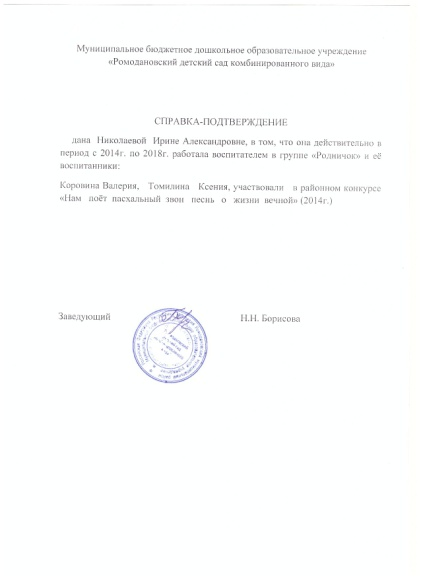 Муниципальное бюджетное дошкольное образовательное учреждение
«Ромодановский детский сад комбинированного вида»
СПРАВКА-ПОДТВЕРЖДЕНИЕ
дана Николаевой Ирине Александровне, в том, что она действительно в
период с 2014г. по 2018г. работала воспитателем в группе «Родничок» и её
воспитанники:
Коровина Валерия, Томилина Ксения, участвовали в районном конкурсе
«Нам поёт пасхальный звон песнь о жизни вечной» (2014г.)
Заведующий Н.Н. Борисова